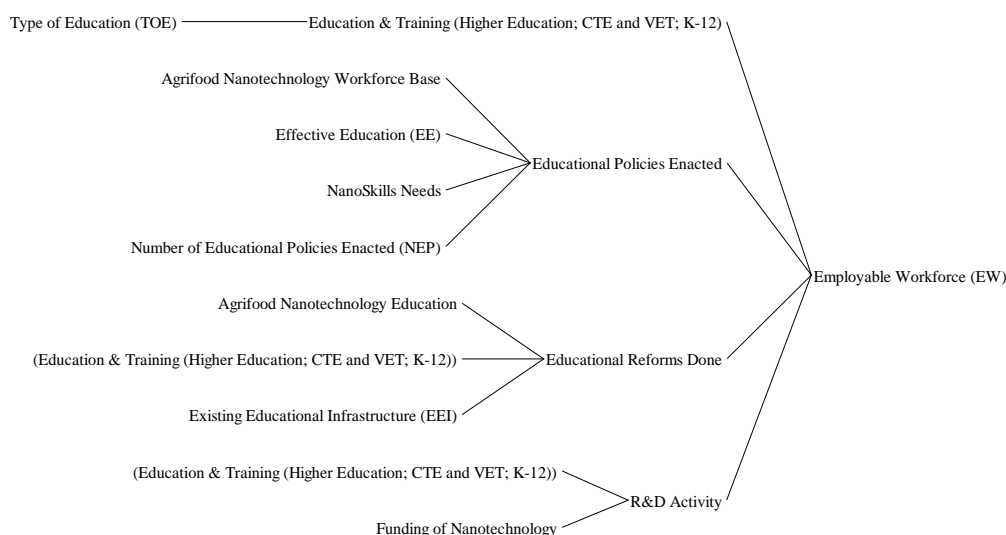 Type of Education (TOE)
Education & Training (Higher Education; CTE and VET; K-12)
Agrifood Nanotechnology Workforce Base
Effective Education (EE)
Educational Policies Enacted
NanoSkills Needs
Number of Educational Policies Enacted (NEP)
Employable Workforce (EW)
Agrifood Nanotechnology Education
(Education & Training (Higher Education; CTE and VET; K-12))
Educational Reforms Done
Existing Educational Infrastructure (EEI)
(Education & Training (Higher Education; CTE and VET; K-12))
R&D Activity
Funding of Nanotechnology